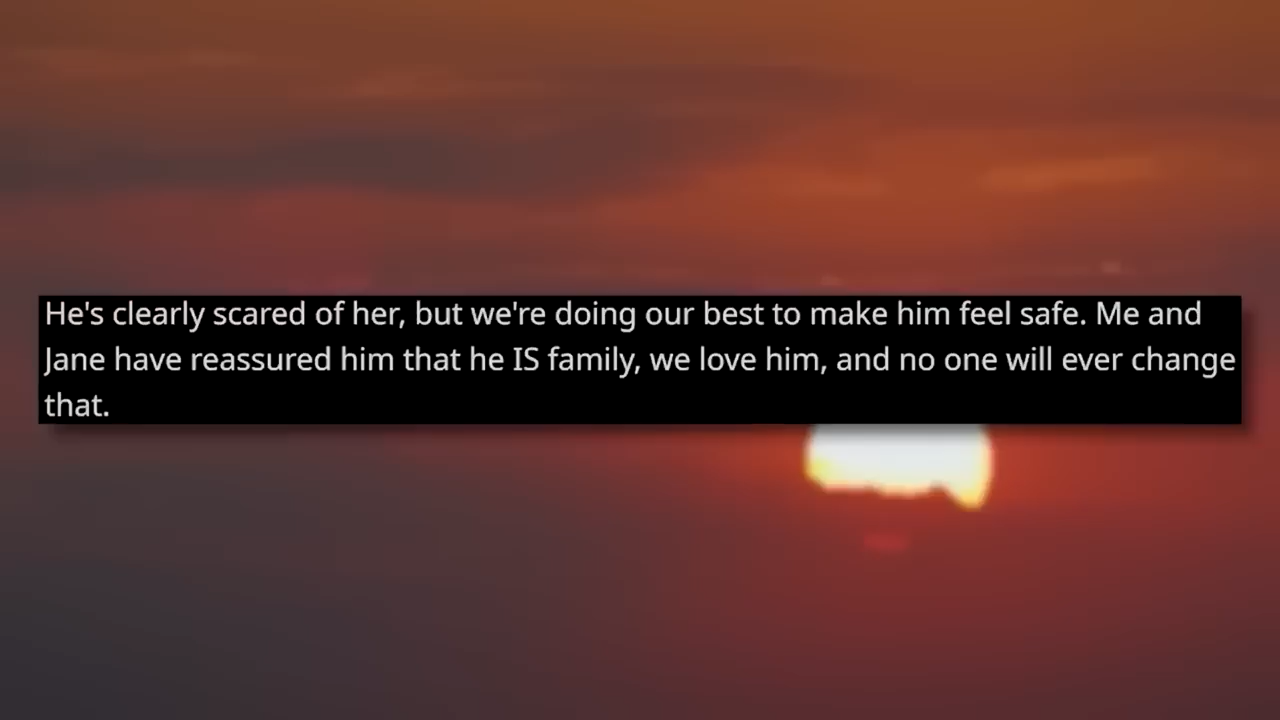 He's clearly scared of her, but we're doing our best to make him feel safe. Me and
Jane have reassured him that he IS family, we love him, and no one will ever change
that.